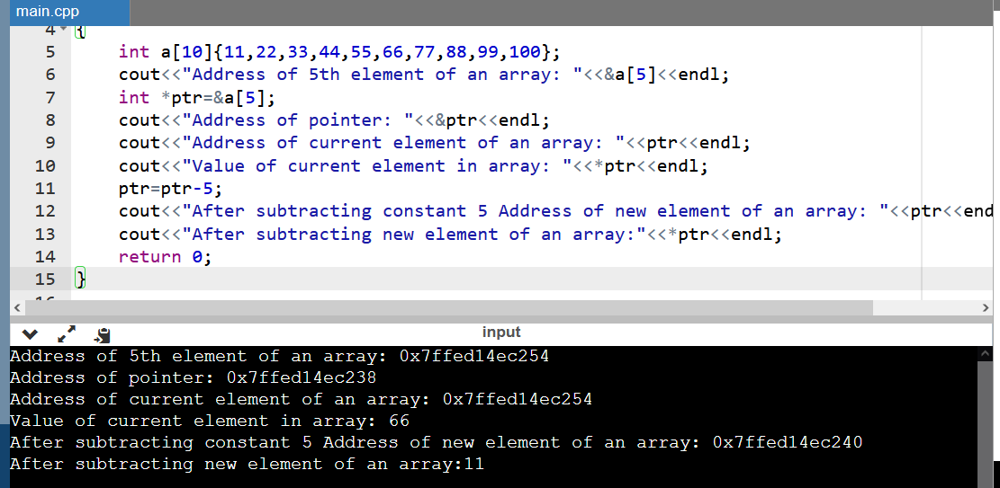 main.cpp
4 {
5 int a[10]{11,22,33,44,55,66,77,88,99,100};
6 cout<<"Address of 5th element of an array: "<<&a[5]<<endl;
7 int *ptr=&a[5];
8 cout<<"Address of pointer: "<<&ptr<<endl;
9 cout<<"Address of current element of an array: "<<ptr<<endl;
10 cout<<"Value of current element in array: "<<*ptr<<endl;
11 ptr=ptr-5;
12 cout<<"After subtracting constant 5 Address of new element of an array: "<<ptr<<end
13 cout<<"After subtracting new element of an array:"<<*ptr<<endl;
14 return 0;
15 }
input
Address of 5th element of an array: 0x7ffed14ec254
Address of pointer: 0x7ffed14ec238
Address of current element of an array: 0x7ffed14ec254
Value of current element in array: 66
After subtracting constant 5 Address of new element of an array: 0x7ffed14ec240
After subtracting new element of an array:11